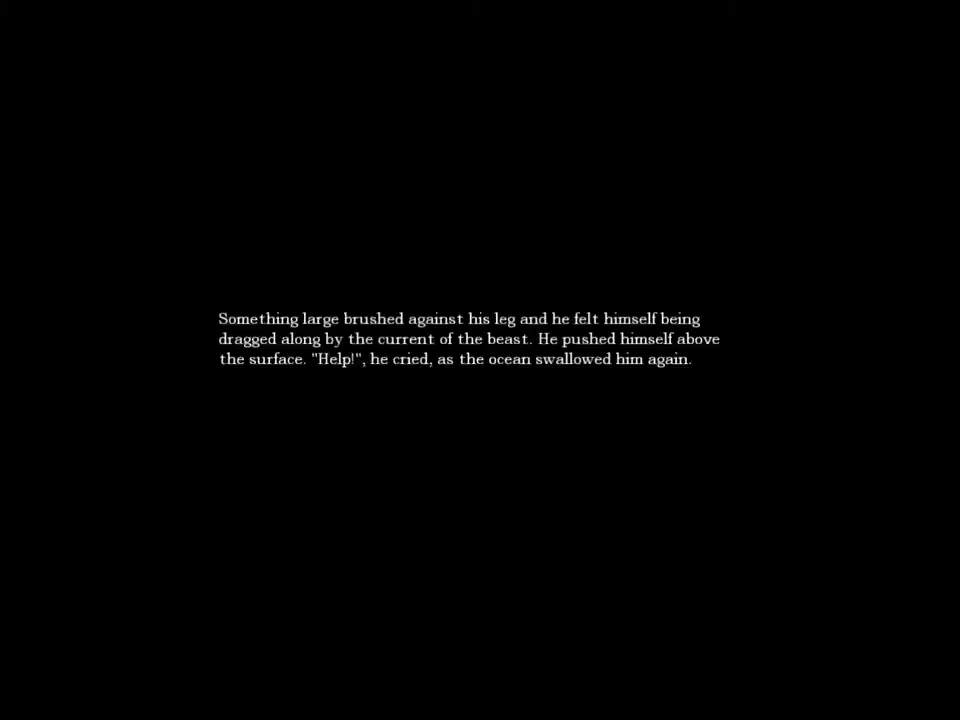 Something large brushed against his leg and he felt himself being
dragged along by the current of the beast. He pushed himself above
the surface. "Help!", he cried, as the ocean swallowed him again.